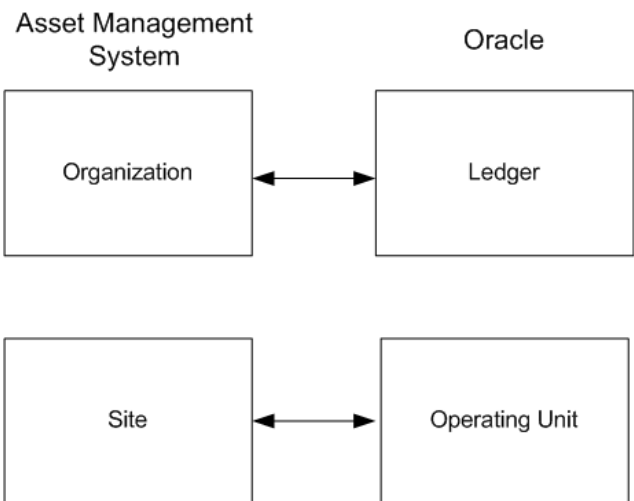 Asset Management
System
Oracle
Organization
Ledger
Site
Operating Unit